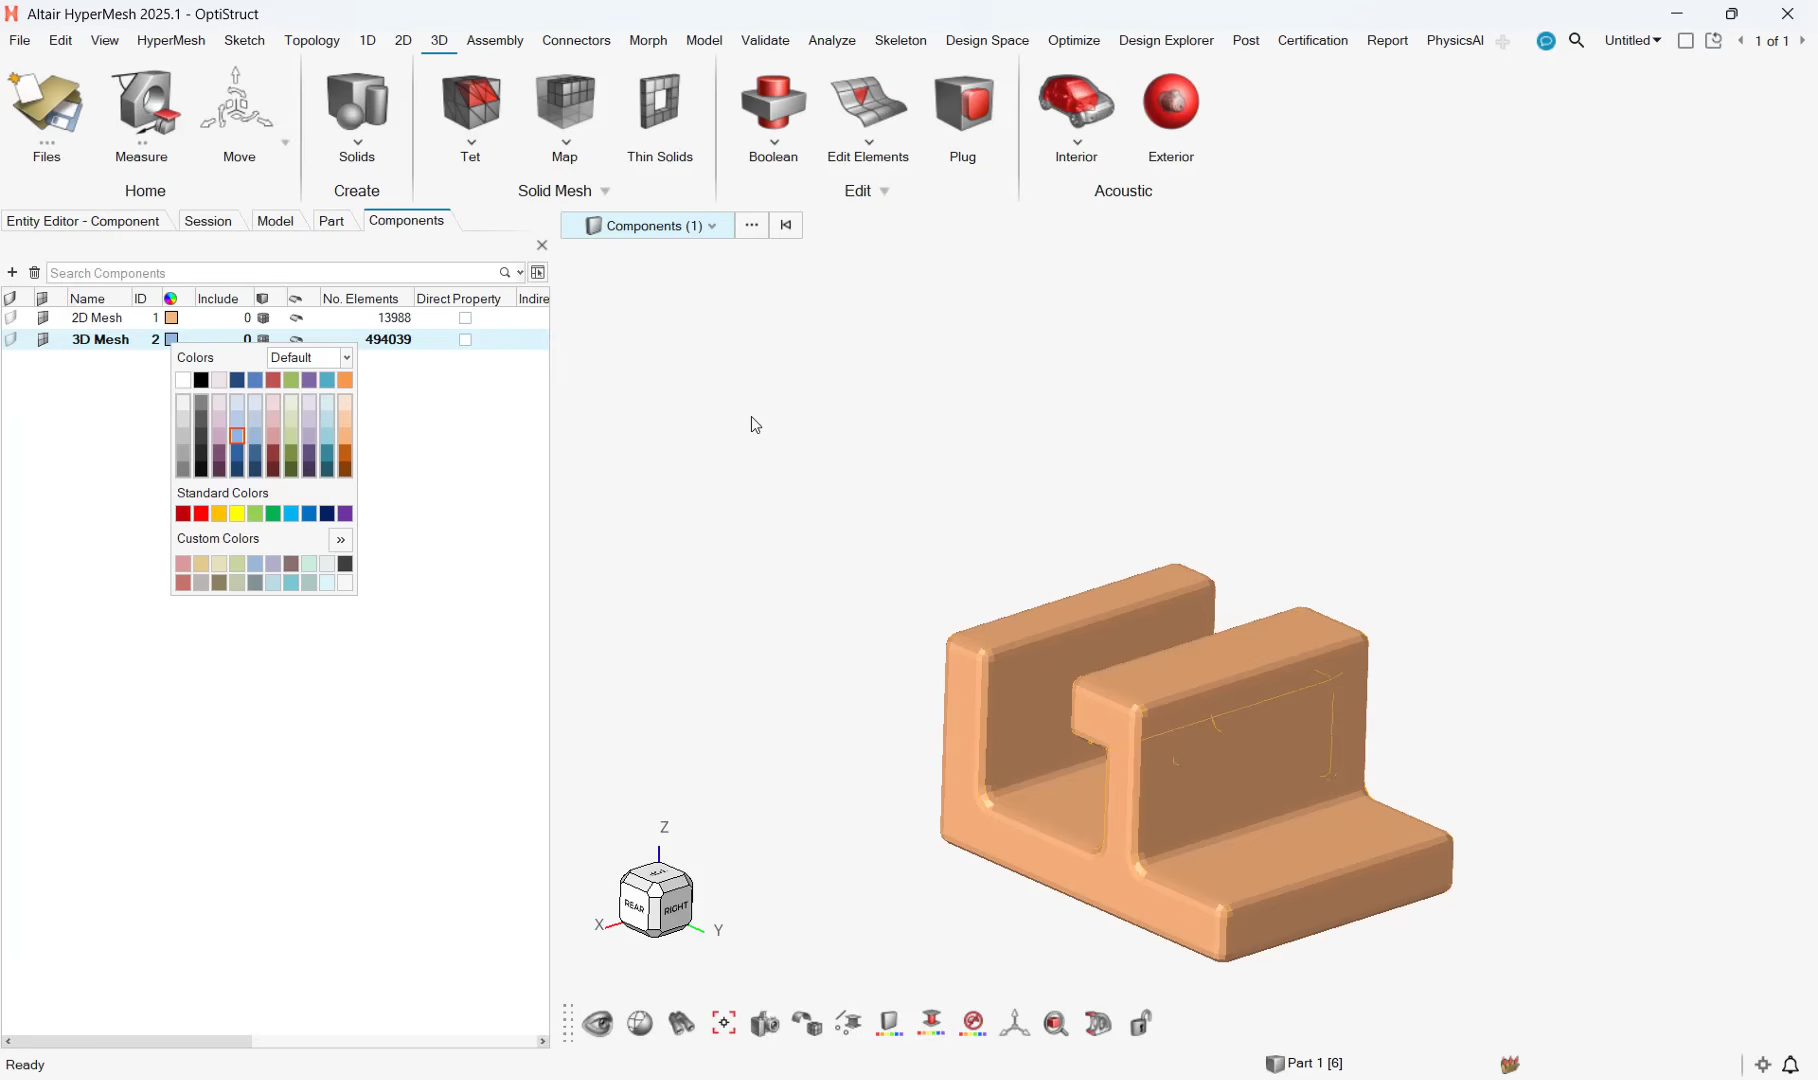 Altair HyperMesh 2025.1 - OptiStruct
File Edit View HyperMesh Sketch Topology 1D 2D 3D Assembly Connectors Morph Model Validate Analyze Skeleton Design Space Optimize Design Explorer Post Certification Report PhysicsAI Untitled 1 of 1
Files Measure Move Solids Tet Map Thin Solids Boolean Edit Elements Plug Interior Exterior
Home Create Solid Mesh Edit Acoustic
Entity Editor - Component Session Model Part Components
Components (1)
Search Components
Name ID Include No. Elements Direct Property Indire
2D Mesh 1 0 13988
3D Mesh 2 0 494039
Colors Default
Standard Colors
Custom Colors »
Z
REAR RIGHT
X Y
Ready Part 1 [6]